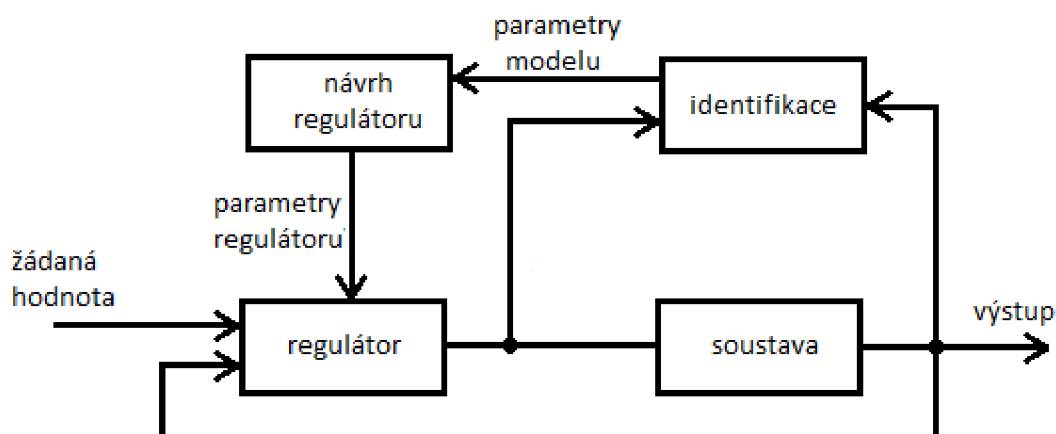 parametry
modelu
návrh
regulátoru
identifikace
parametry
regulátoru
žádaná
hodnota
regulátor
soustava
výstup